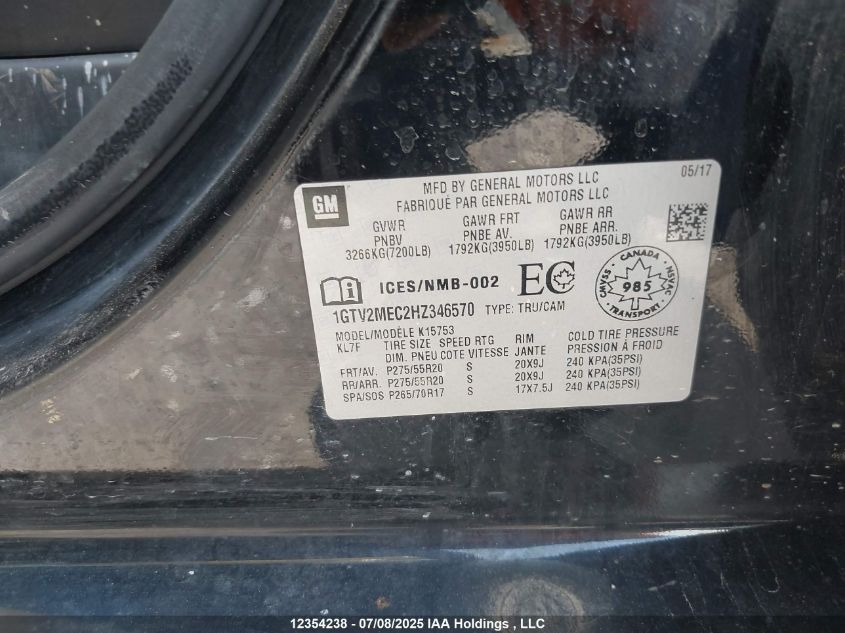 GM
MFD BY GENERAL MOTORS LLC
05/17
FABRIQUÉ PAR GENERAL MOTORS LLC
GVWR GAWR FRT GAWR RR
PNBV PNBE AV. PNBE ARR.
3266KG(7200LB) 1792KG(3950LB) 1792KG(3950LB)
ICES/NMB-002 EC
CANADA
CMVSS 985 NSVAC
TRANSPORT
1GTV2MEC2HZ346570 TYPE: TRU/CAM
MODEL/MODÈLE K15753
KL7F TIRE SIZE SPEED RTG RIM COLD TIRE PRESSURE
DIM. PNEU COTE VITESSE JANTE PRESSION À FROID
FRT/AV. P275/55R20 S 20X9J 240 KPA(35PSI)
RR/ARR. P275/55R20 S 20X9J 240 KPA(35PSI)
SPA/SOS P265/70R17 S 17X7.5J 240 KPA(35PSI)
12354238 - 07/08/2025 IAA Holdings , LLC